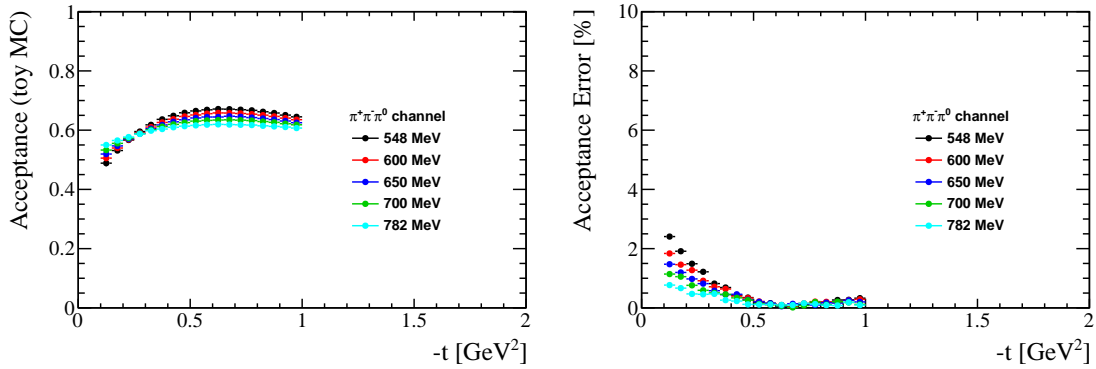 Acceptance (toy MC)
1
0.8
0.6
0.4
0.2
0
0 0.5 1 1.5 2
-t [GeV²]
π⁺π⁻π⁰ channel
548 MeV
600 MeV
650 MeV
700 MeV
782 MeV
Acceptance Error [%]
10
8
6
4
2
0
0 0.5 1 1.5 2
-t [GeV²]
π⁺π⁻π⁰ channel
548 MeV
600 MeV
650 MeV
700 MeV
782 MeV